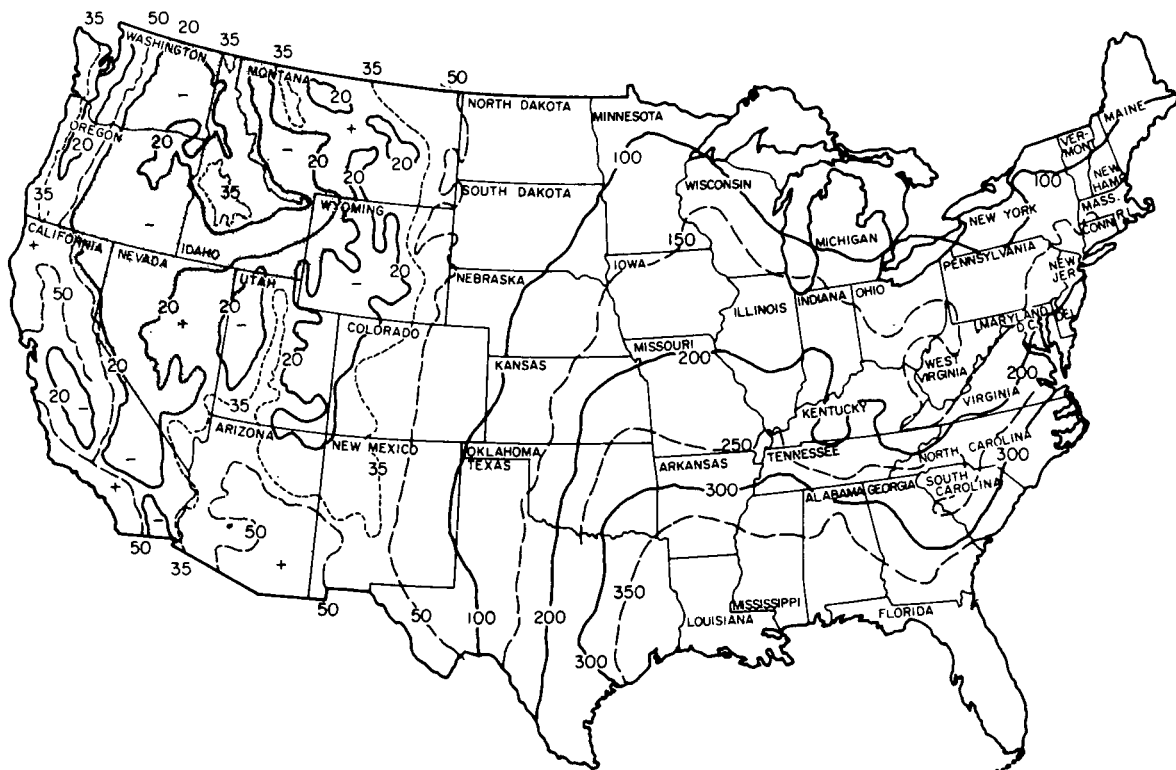 35 50 20
WASHINGTON
35 35
MONTANA
35
50
20
+
NORTH DAKOTA
MINNESOTA
MAINE
VER-
MONT
–
OREGON
20
20
–
20
20
100
NEW
HAMP.
35
20
SOUTH DAKOTA
WISCONSIN
100
MASS.
35
WYOMING
NEW YORK
CONN.
R.I.
CALIFORNIA
–
+
NEVADA
IDAHO
20
150
MICHIGAN
IOWA
PENNSYLVANIA
NEW
JER.
50
UTAH
20
20
+
–
–
NEBRASKA
ILLINOIS
INDIANA
OHIO
COLORADO
MARYLAND
D.C.
DEL.
20
20
MISSOURI
200
KANSAS
WEST
VIRGINIA
200
20
–
35
KENTUCKY
VIRGINIA
ARIZONA
NEW MEXICO
OKLAHOMA
TEXAS
250
ARKANSAS
TENNESSEE
NORTH CAROLINA
300
–
35
300
ALABAMA
GEORGIA
SOUTH
CAROLINA
+
–
50
+
50
35
50
50
100
200
350
300
LOUISIANA
MISSISSIPPI
FLORIDA